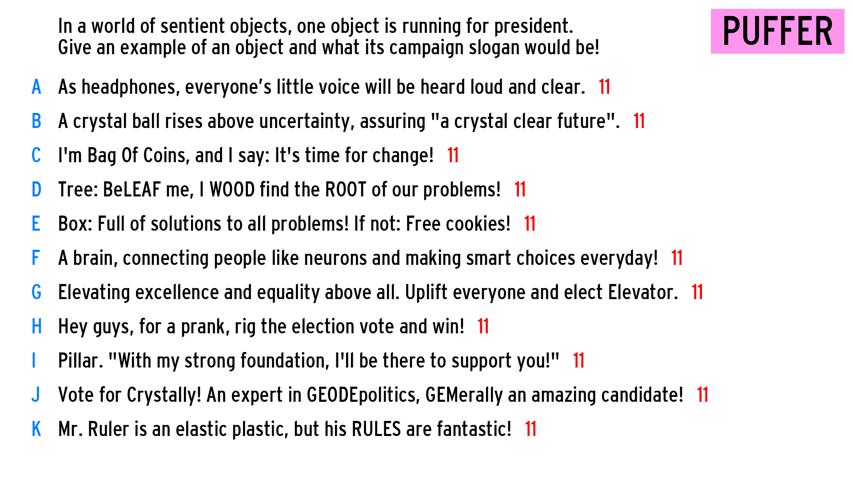 In a world of sentient objects, one object is running for president.
Give an example of an object and what its campaign slogan would be!
PUFFER
A As headphones, everyone's little voice will be heard loud and clear. 11
B A crystal ball rises above uncertainty, assuring "a crystal clear future". 11
C I'm Bag Of Coins, and I say: It's time for change! 11
D Tree: BeLEAF me, I WOOD find the ROOT of our problems! 11
E Box: Full of solutions to all problems! If not: Free cookies! 11
F A brain, connecting people like neurons and making smart choices everyday! 11
G Elevating excellence and equality above all. Uplift everyone and elect Elevator. 11
H Hey guys, for a prank, rig the election vote and win! 11
I Pillar. "With my strong foundation, I'll be there to support you!" 11
J Vote for Crystally! An expert in GEODEpolitics, GEMerally an amazing candidate! 11
K Mr. Ruler is an elastic plastic, but his RULES are fantastic! 11